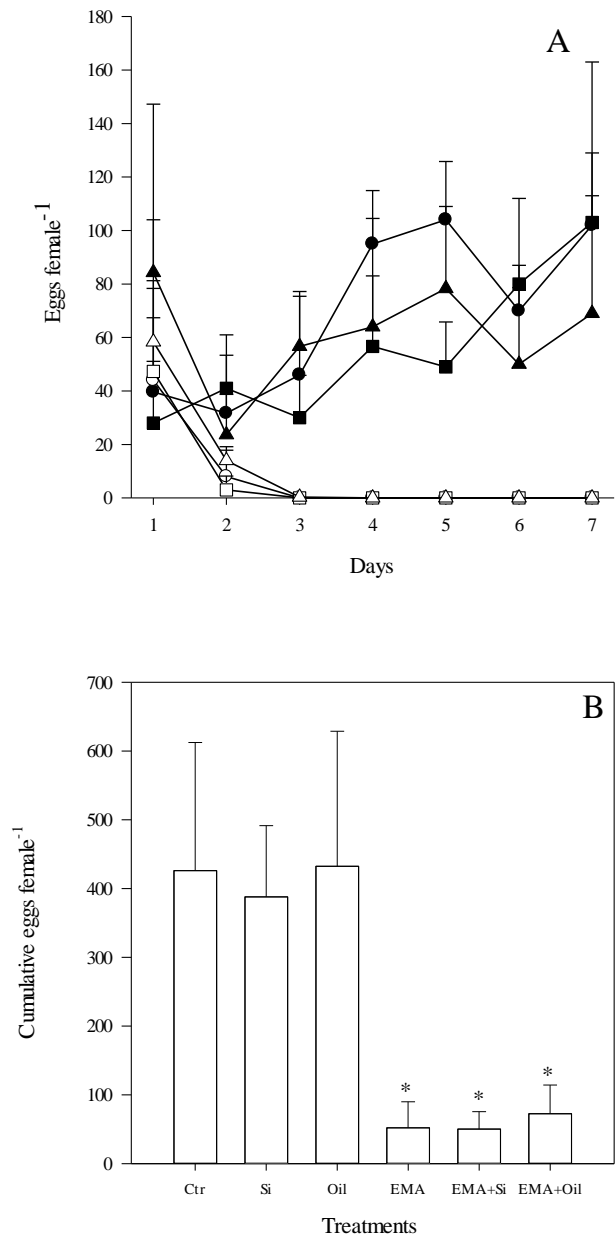 A
180
160
140
120
100
80
60
40
20
0
Eggs female-1
1 2 3 4 5 6 7
Days
B
700
600
500
400
300
200
100
0
Cumulative eggs female-1
* * *
Ctr Si Oil EMA EMA+Si EMA+Oil
Treatments